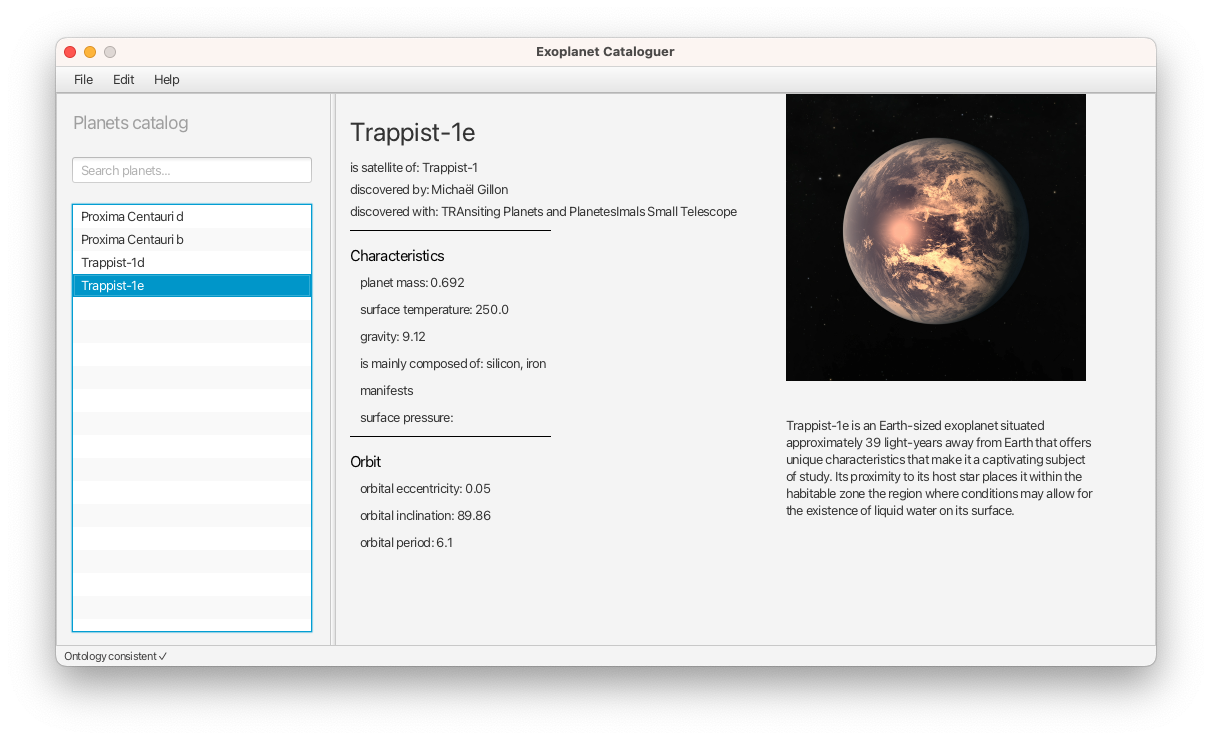 Exoplanet Cataloguer
File Edit Help
Planets catalog
Search planets...
Proxima Centauri d
Proxima Centauri b
Trappist-1d
Trappist-1e
Trappist-1e
is satellite of: Trappist-1
discovered by: Michaël Gillon
discovered with: TRAnsiting Planets and PlanetesImals Small Telescope
Characteristics
planet mass: 0.692
surface temperature: 250.0
gravity: 9.12
is mainly composed of: silicon, iron
manifests
surface pressure:
Orbit
orbital eccentricity: 0.05
orbital inclination: 89.86
orbital period: 6.1
Trappist-1e is an Earth-sized exoplanet situated
approximately 39 light-years away from Earth that offers
unique characteristics that make it a captivating subject
of study. Its proximity to its host star places it within the
habitable zone the region where conditions may allow for
the existence of liquid water on its surface.
Ontology consistent ✓